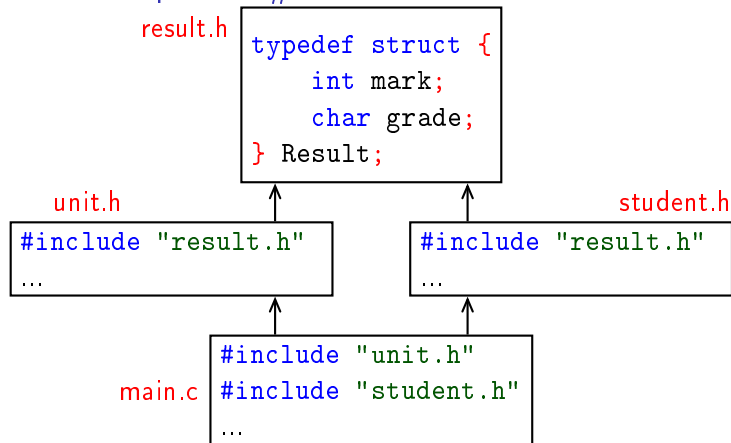 result.h
typedef struct {
int mark;
char grade;
} Result;
unit.h
student.h
#include "result.h"
...
#include "result.h"
...
main.c
#include "unit.h"
#include "student.h"
...